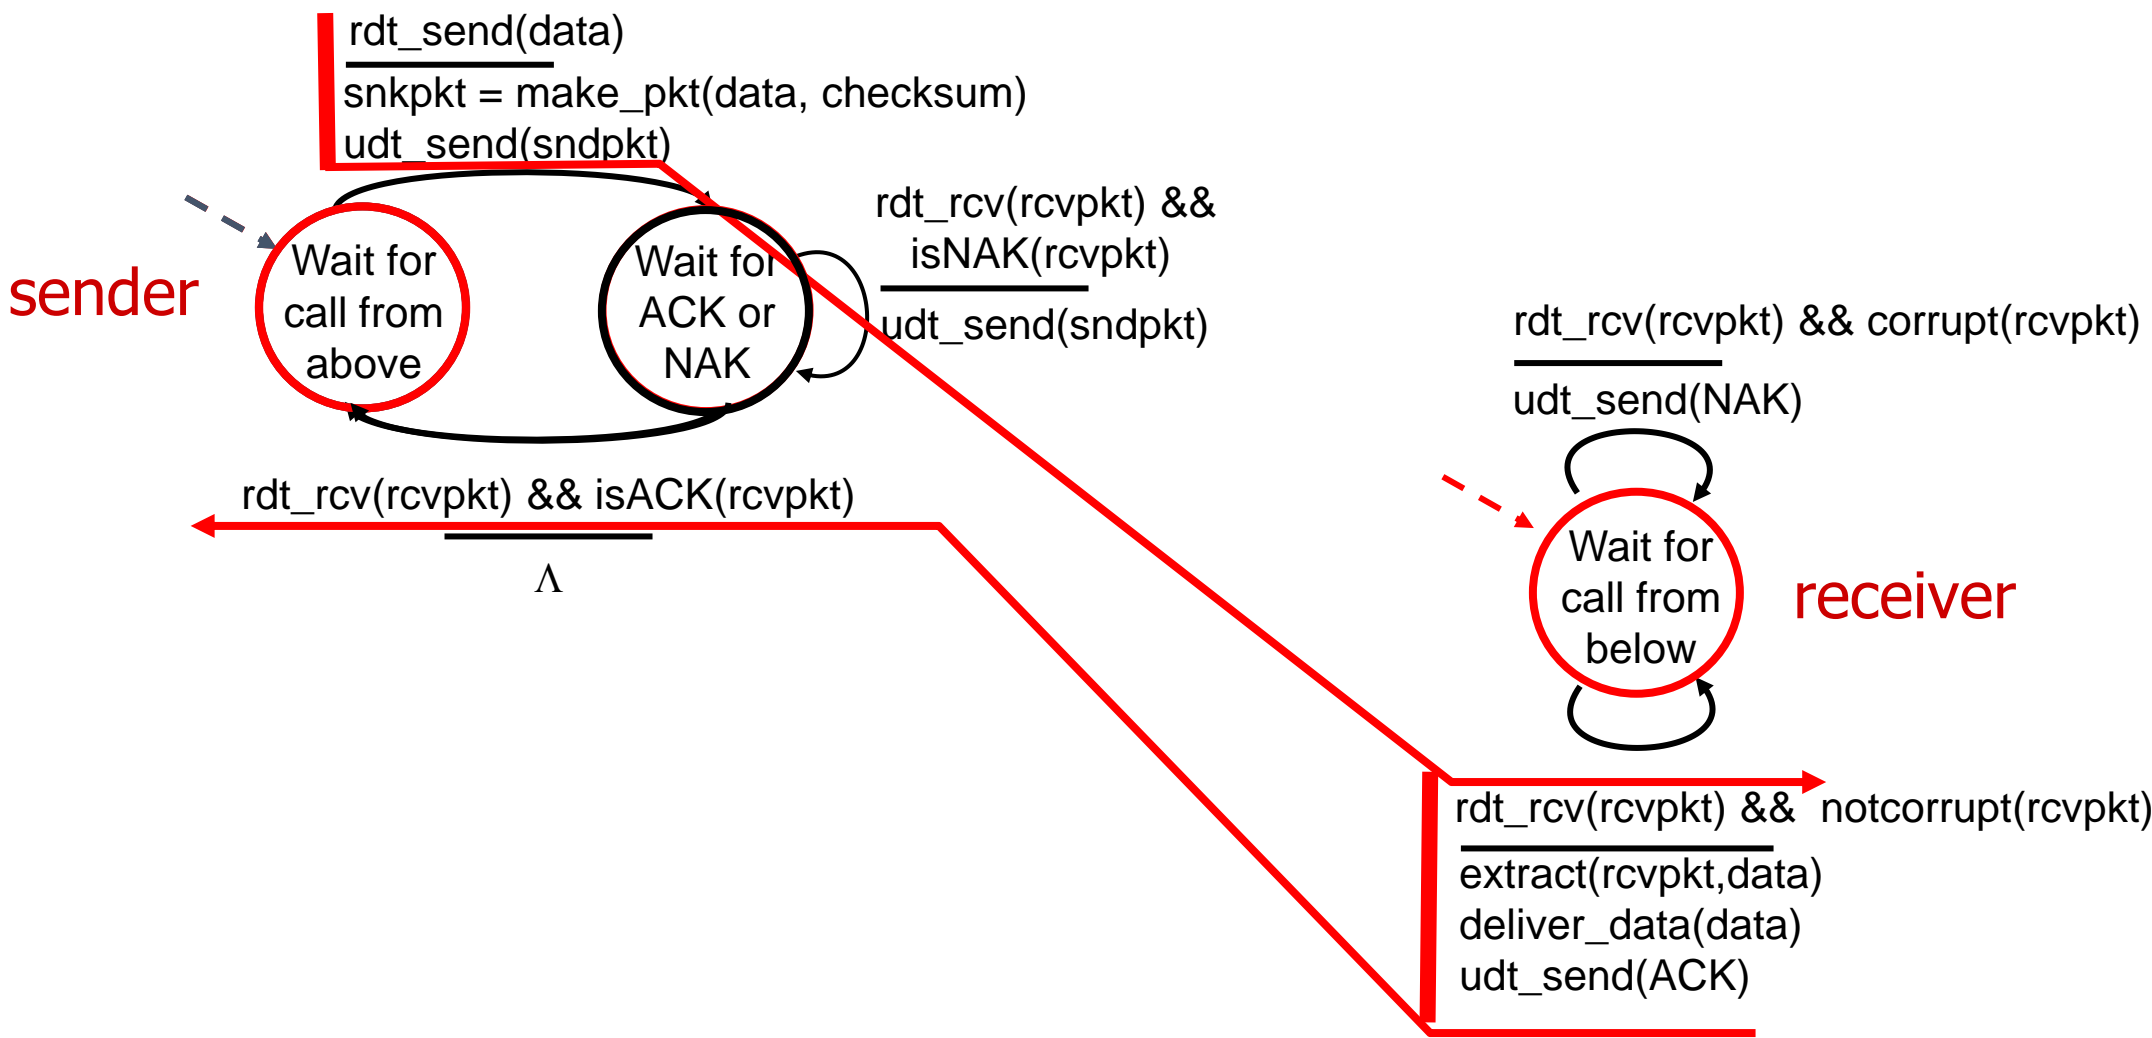 rdt_send(data)
snkpkt = make_pkt(data, checksum)
udt_send(sndpkt)
sender
Wait for
call from
above
Wait for
ACK or
NAK
rdt_rcv(rcvpkt) &&
isNAK(rcvpkt)
udt_send(sndpkt)
rdt_rcv(rcvpkt) && isACK(rcvpkt)
Λ
rdt_rcv(rcvpkt) && corrupt(rcvpkt)
udt_send(NAK)
Wait for
call from
below
receiver
rdt_rcv(rcvpkt) && notcorrupt(rcvpkt)
extract(rcvpkt,data)
deliver_data(data)
udt_send(ACK)